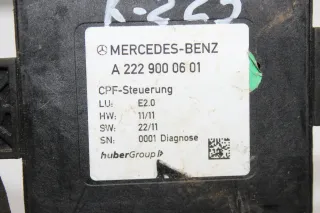 K-223
MERCEDES-BENZ
A 222 900 06 01
CPF-Steuerung
LU: E2.0
HW: 11/11
SW: 22/11
SN: 0001 Diagnose
huberGroup